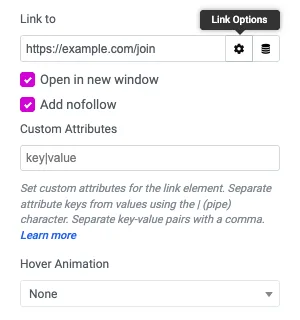 Link to
Link Options
https://example.com/join
Open in new window
Add nofollow
Custom Attributes
key|value
Set custom attributes for the link element. Separate
attribute keys from values using the | (pipe)
character. Separate key-value pairs with a comma.
Learn more
Hover Animation
None